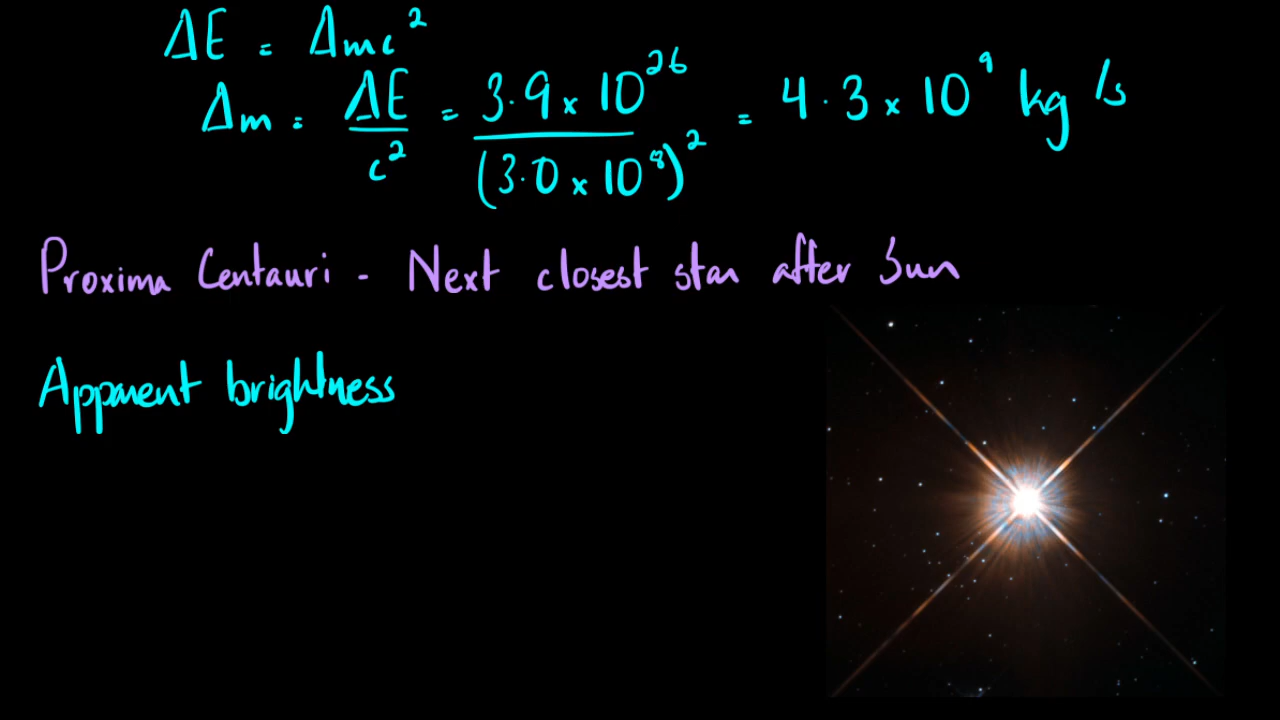 ΔE = Δmc²
Δm = ΔE/c² = 3.9 x 10²⁶/(3.0 x 10⁸)² = 4.3 x 10⁹ kg/s
Proxima Centauri - Next closest star after Sun
Apparent brightness